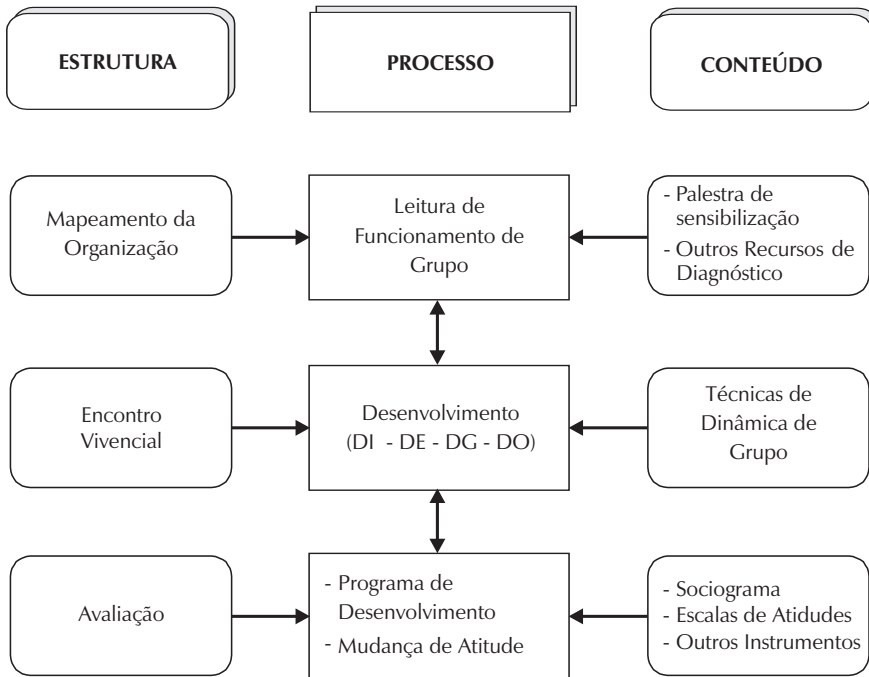 ESTRUTURA
PROCESSO
CONTEÚDO
Mapeamento da
Organização
Leitura de
Funcionamento de
Grupo
- Palestra de
sensibilização
- Outros Recursos de
Diagnóstico
Encontro
Vivencial
Desenvolvimento
(DI - DE - DG - DO)
Técnicas de
Dinâmica de
Grupo
Avaliação
- Programa de
Desenvolvimento
- Mudança de Atitude
- Sociograma
- Escalas de Atidudes
- Outros Instrumentos